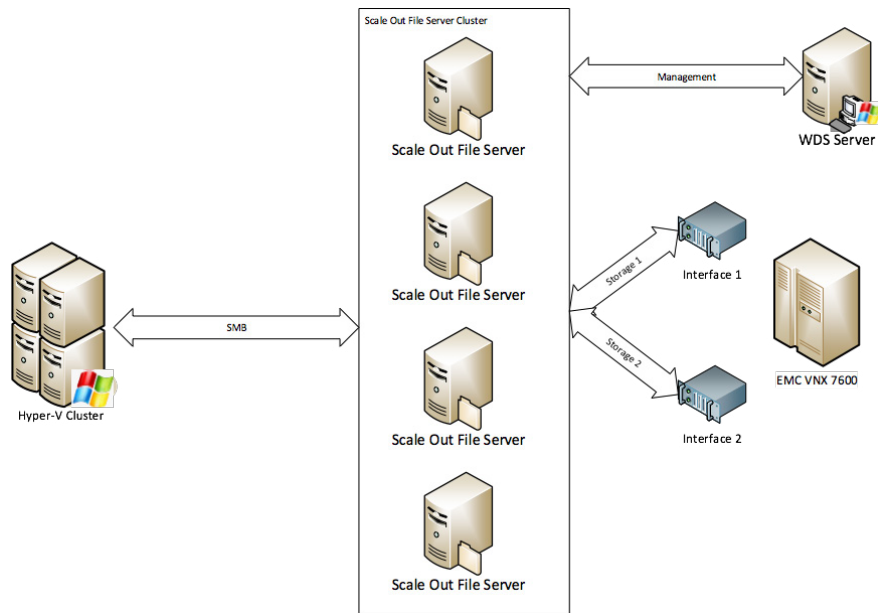 Scale Out File Server Cluster
Scale Out File Server
Management
WDS Server
Scale Out File Server
Storage 1
Interface 1
SMB
Storage 2
EMC VNX 7600
Hyper-V Cluster
Scale Out File Server
Interface 2
Scale Out File Server